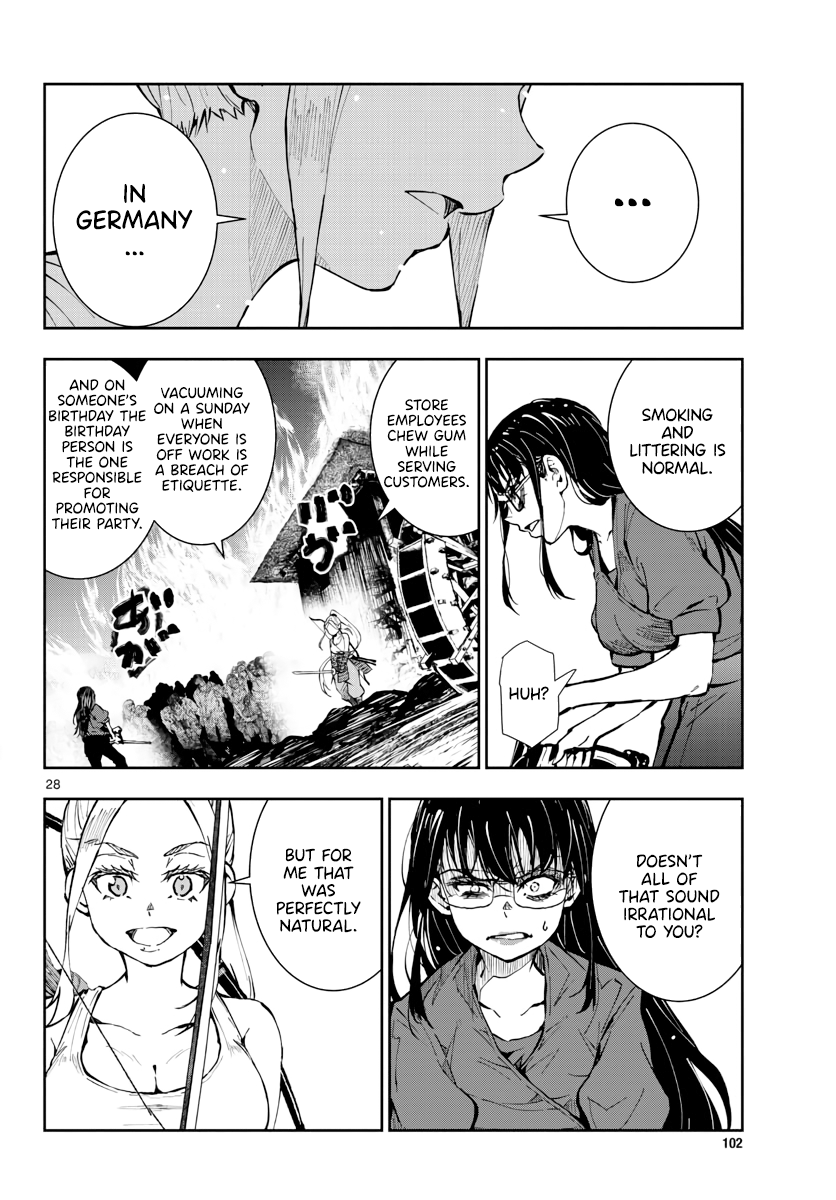 ...
IN
GERMANY
...
SMOKING
AND
LITTERING IS
NORMAL.
HUH?
STORE
EMPLOYEES
CHEW GUM
WHILE
SERVING
CUSTOMERS.
VACUUMING
ON A SUNDAY
WHEN
EVERYONE IS
OFF WORK IS
A BREACH OF
ETIQUETTE.
AND ON
SOMEONE'S
BIRTHDAY THE
BIRTHDAY
PERSON IS
THE ONE
RESPONSIBLE
FOR
PROMOTING
THEIR PARTY.
28
DOESN'T
ALL OF
THAT SOUND
IRRATIONAL
TO YOU?
BUT FOR
ME THAT
WAS
PERFECTLY
NATURAL.
102